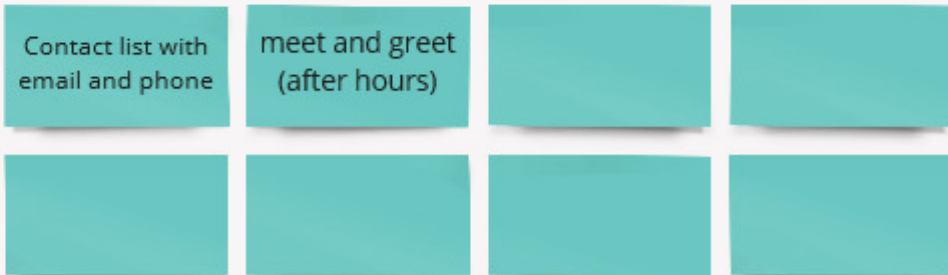 Contact list with
email and phone
meet and greet
(after hours)